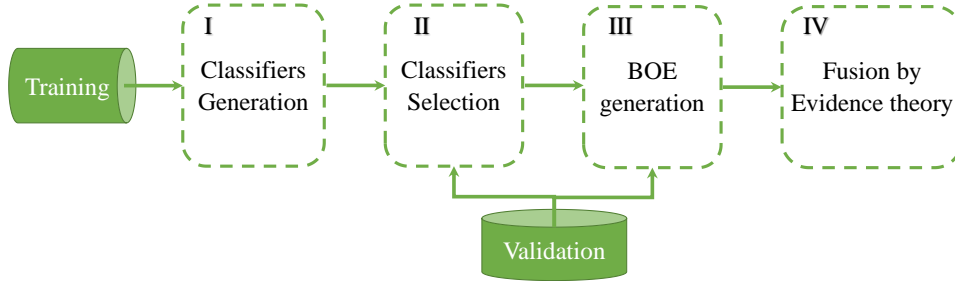 I
II
III
IV
Training
Classifiers
Generation
Classifiers
Selection
BOE
generation
Fusion by
Evidence theory
Validation